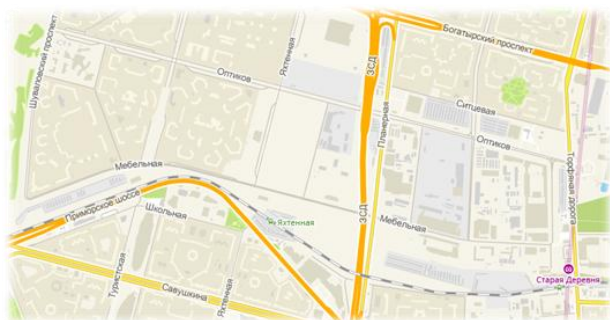 Богатырский проспект
Яхтенная
Шуваловский проспект
Оптиков
ЗСД
Планерная
Ситцевая
Оптиков
Мебельная
Торфяная дорога
Приморское шоссе
Школьная
Яхтенная
ЗСД
Мебельная
Туристская
Савушкина
Яхтенная
Старая Деревня